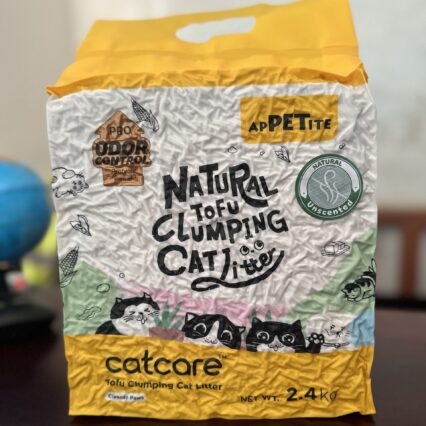 APPETITE
PRO
ODOR
CONTROL
NATURAL
TOFU
CLUMPING
CAT Litter
NATURAL
Unscented
catcare™
Tofu Clumping Cat Litter
NET WT. 2.4KG